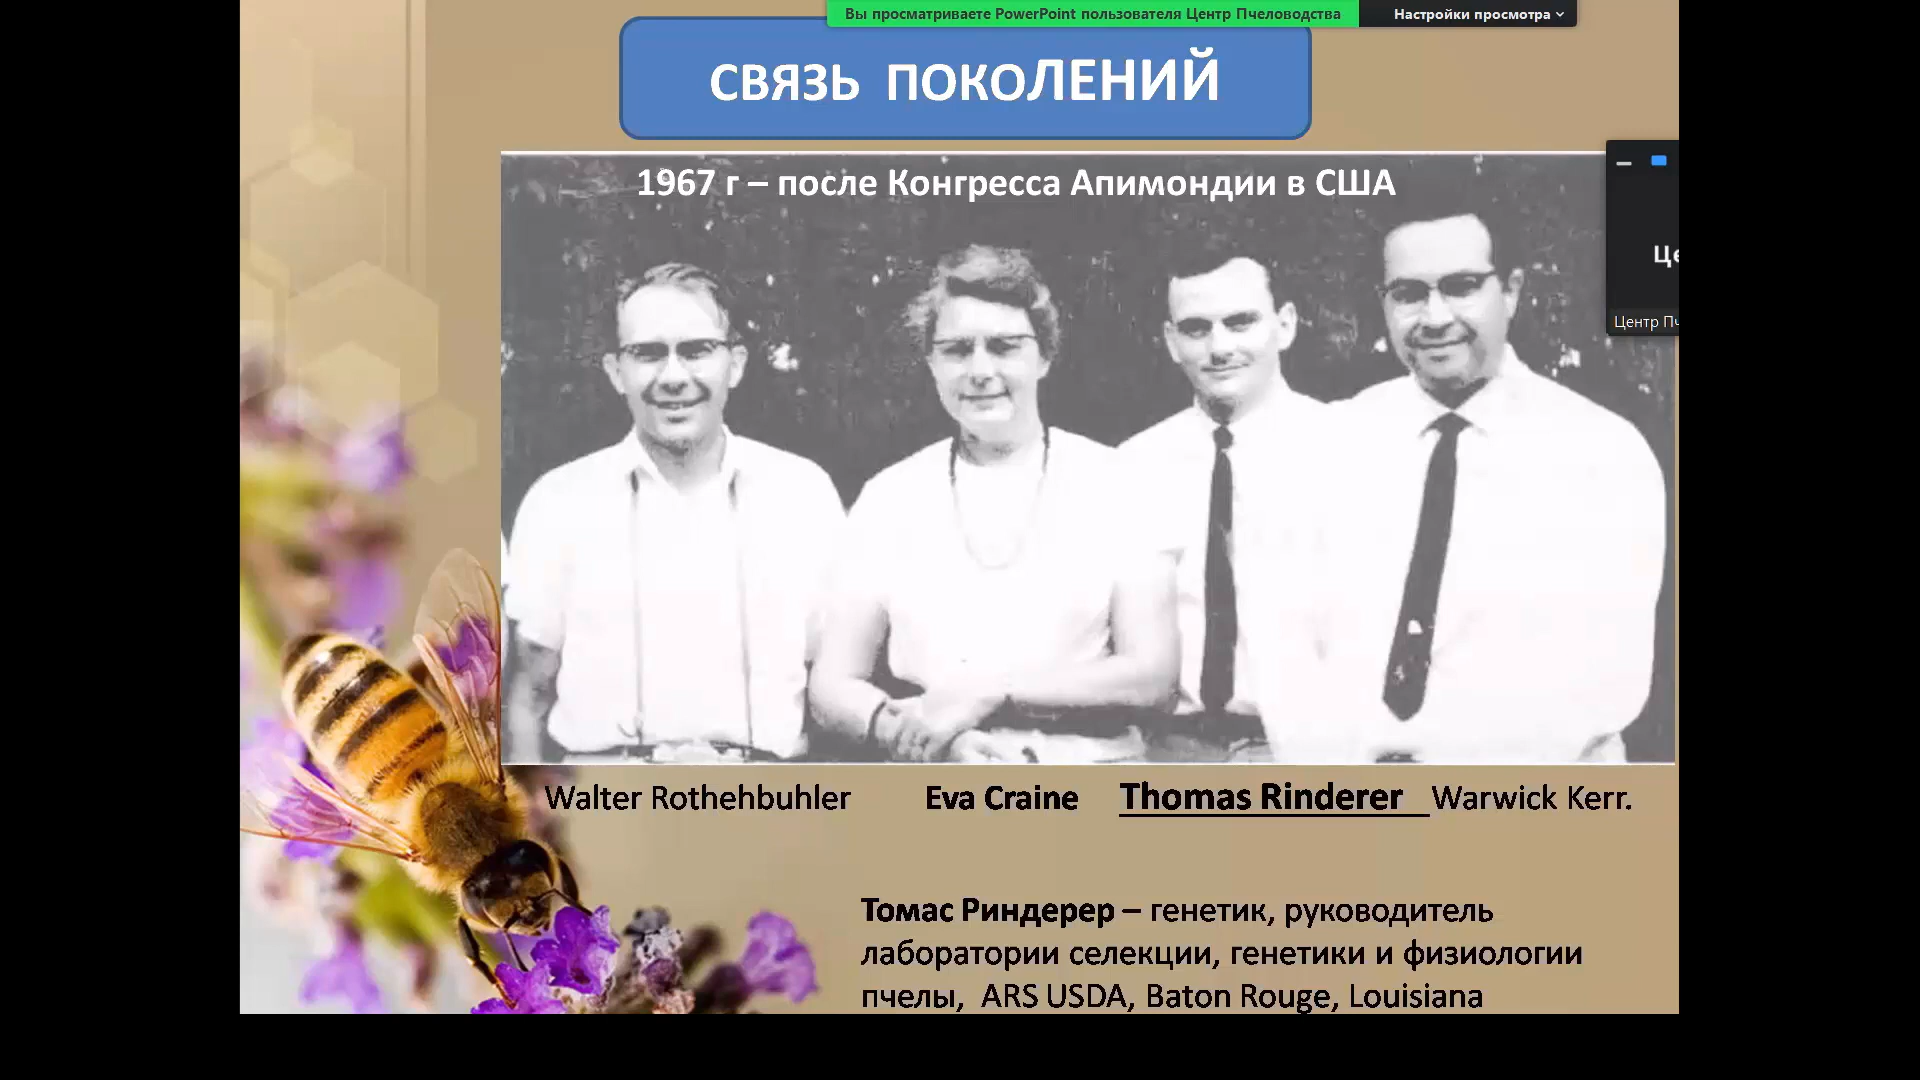 Вы просматриваете PowerPoint пользователя Центр Пчеловодства
Настройки просмотра
СВЯЗЬ ПОКОЛЕНИЙ
1967 г – после Конгресса Апимондии в США
Це
Центр Пч
Walter Rothehbuhler Eva Craine Thomas Rinderer Warwick Kerr.
Томас Риндерер – генетик, руководитель
лаборатории селекции, генетики и физиологии
пчелы, ARS USDA, Baton Rouge, Louisiana